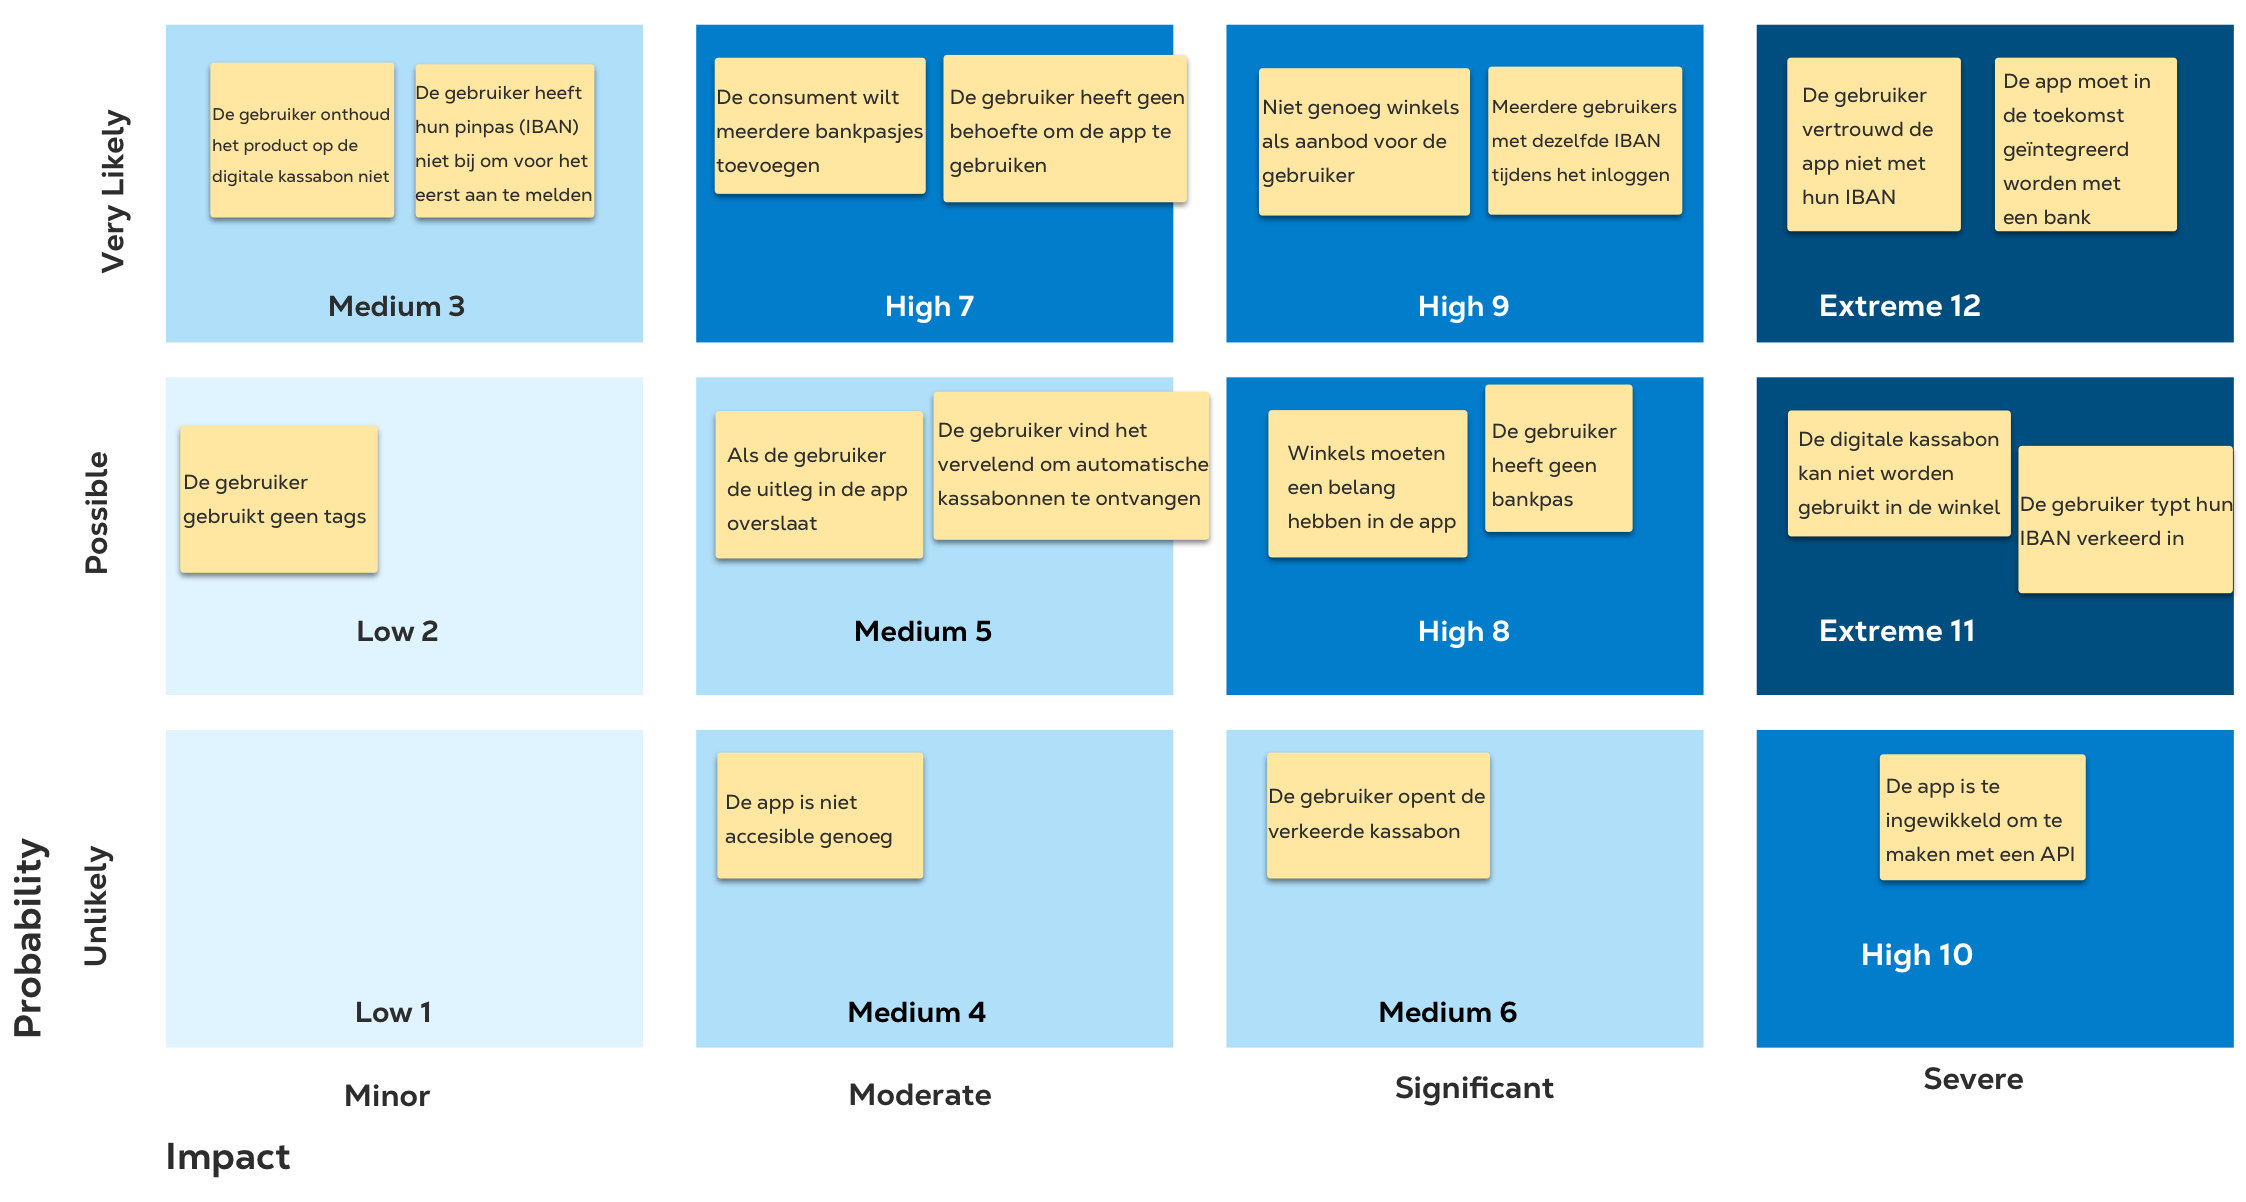 Very Likely
De gebruiker onthoud
het product op de
digitale kassabon niet
De gebruiker heeft
hun pinpas (IBAN)
niet bij om voor het
eerst aan te melden
Medium 3
De consument wilt
meerdere bankpasjes
toevoegen
De gebruiker heeft geen
behoefte om de app te
gebruiken
High 7
Niet genoeg winkels
als aanbod voor de
gebruiker
Meerdere gebruikers
met dezelfde IBAN
tijdens het inloggen
High 9
De gebruiker
vertrouwd de
app niet met
hun IBAN
De app moet in
de toekomst
geïntegreerd
worden met
een bank
Extreme 12
Possible
De gebruiker
gebruikt geen tags
Low 2
Als de gebruiker
de uitleg in de app
overslaat
De gebruiker vind het
vervelend om automatische
kassabonnen te ontvangen
Medium 5
Winkels moeten
een belang
hebben in de app
De gebruiker
heeft geen
bankpas
High 8
De digitale kassabon
kan niet worden
gebruikt in de winkel
De gebruiker typt hun
IBAN verkeerd in
Extreme 11
Probability
Unlikely
Low 1
De app is niet
accesible genoeg
Medium 4
De gebruiker opent de
verkeerde kassabon
Medium 6
De app is te
ingewikkeld om te
maken met een API
High 10
Minor
Moderate
Significant
Severe
Impact